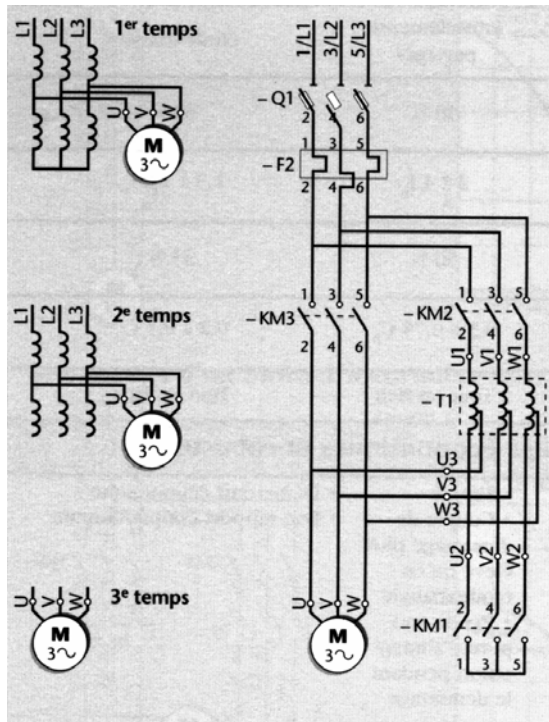 L1 L2 L3 1er temps
U V W
M
3~
L1 L2 L3 2e temps
U V W
M
3~
U V W 3e temps
M
3~
1/L1 3/L2 5/L3
–Q1
2 4 6
1 3 5
–F2
2 4 6
1 3 5
–KM3
2 4 6
1 3 5
–KM2
2 4 6
U1 V1 W1
–T1
U3
V3
W3
U2 V2 W2
2 4 6
–KM1
1 3 5
U V W
M
3~